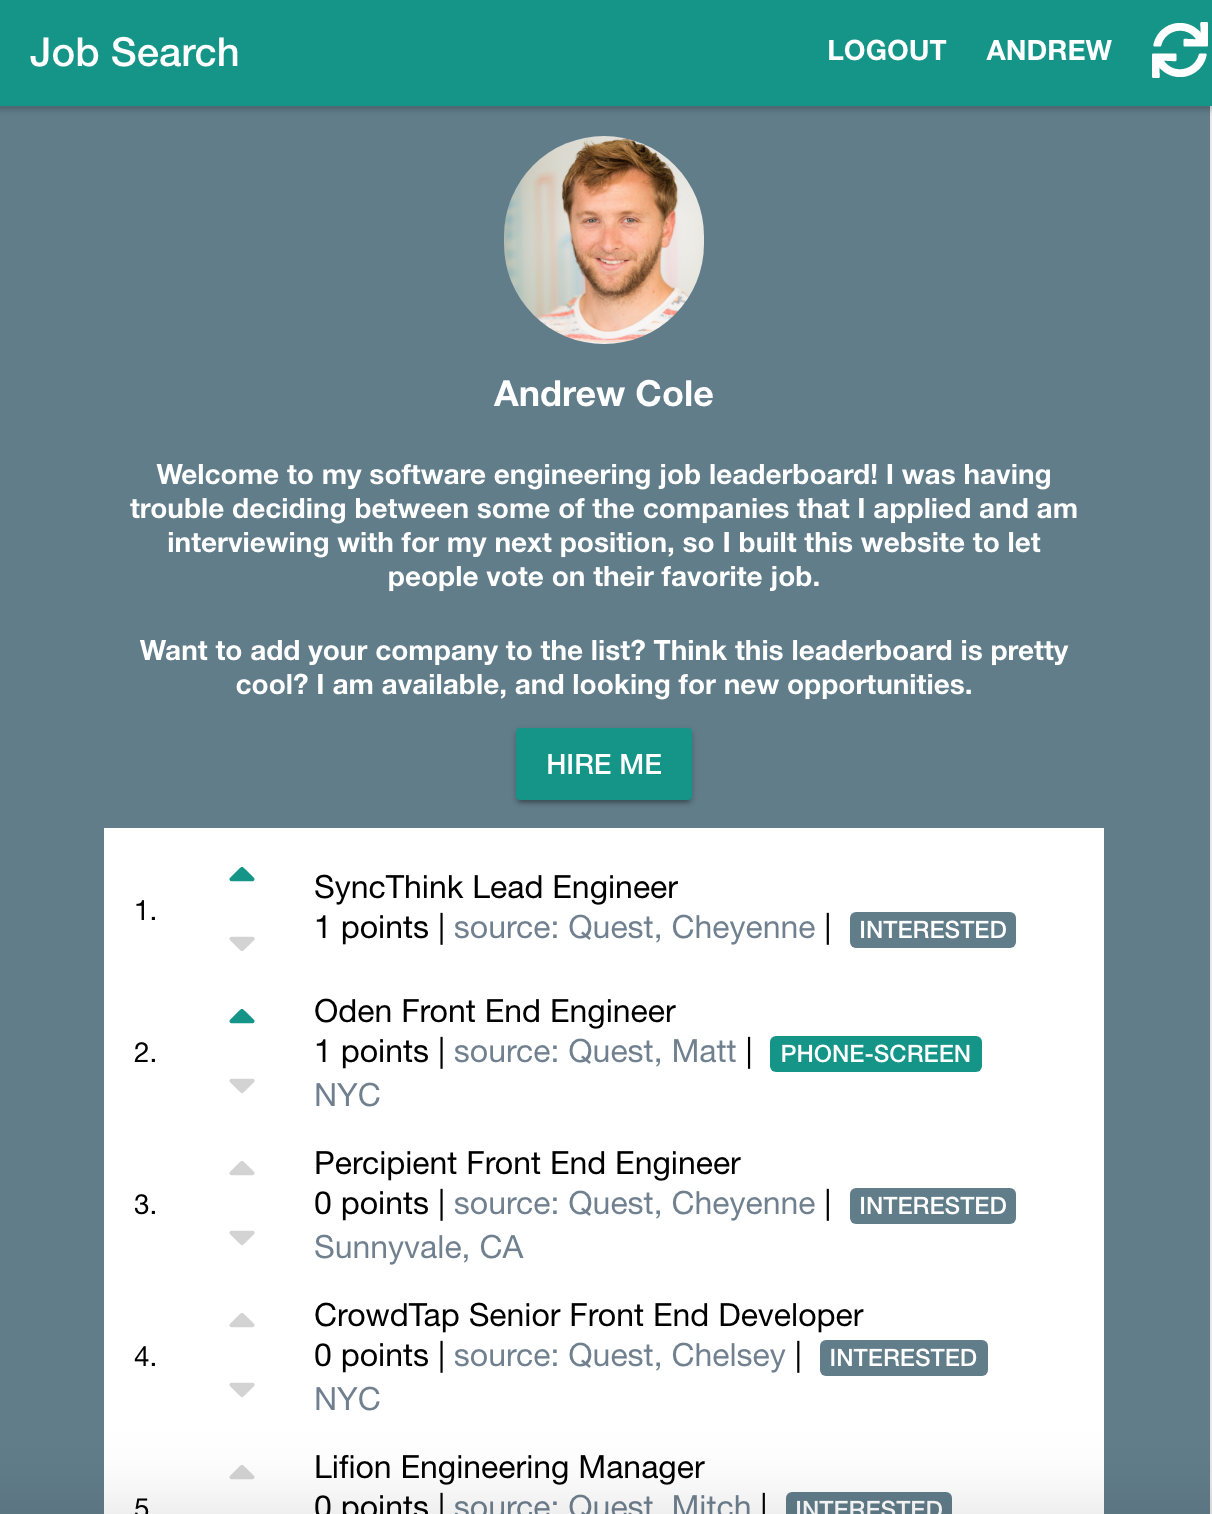 Job Search LOGOUT ANDREW
Andrew Cole
Welcome to my software engineering job leaderboard! I was having
trouble deciding between some of the companies that I applied and am
interviewing with for my next position, so I built this website to let
people vote on their favorite job.
Want to add your company to the list? Think this leaderboard is pretty
cool? I am available, and looking for new opportunities.
HIRE ME
1.
SyncThink Lead Engineer
1 points | source: Quest, Cheyenne | INTERESTED
2.
Oden Front End Engineer
1 points | source: Quest, Matt | PHONE-SCREEN
NYC
3.
Percipient Front End Engineer
0 points | source: Quest, Cheyenne | INTERESTED
Sunnyvale, CA
4.
CrowdTap Senior Front End Developer
0 points | source: Quest, Chelsey | INTERESTED
NYC
5.
Lifion Engineering Manager
0 points | source: Quest, Mitch | INTERESTED